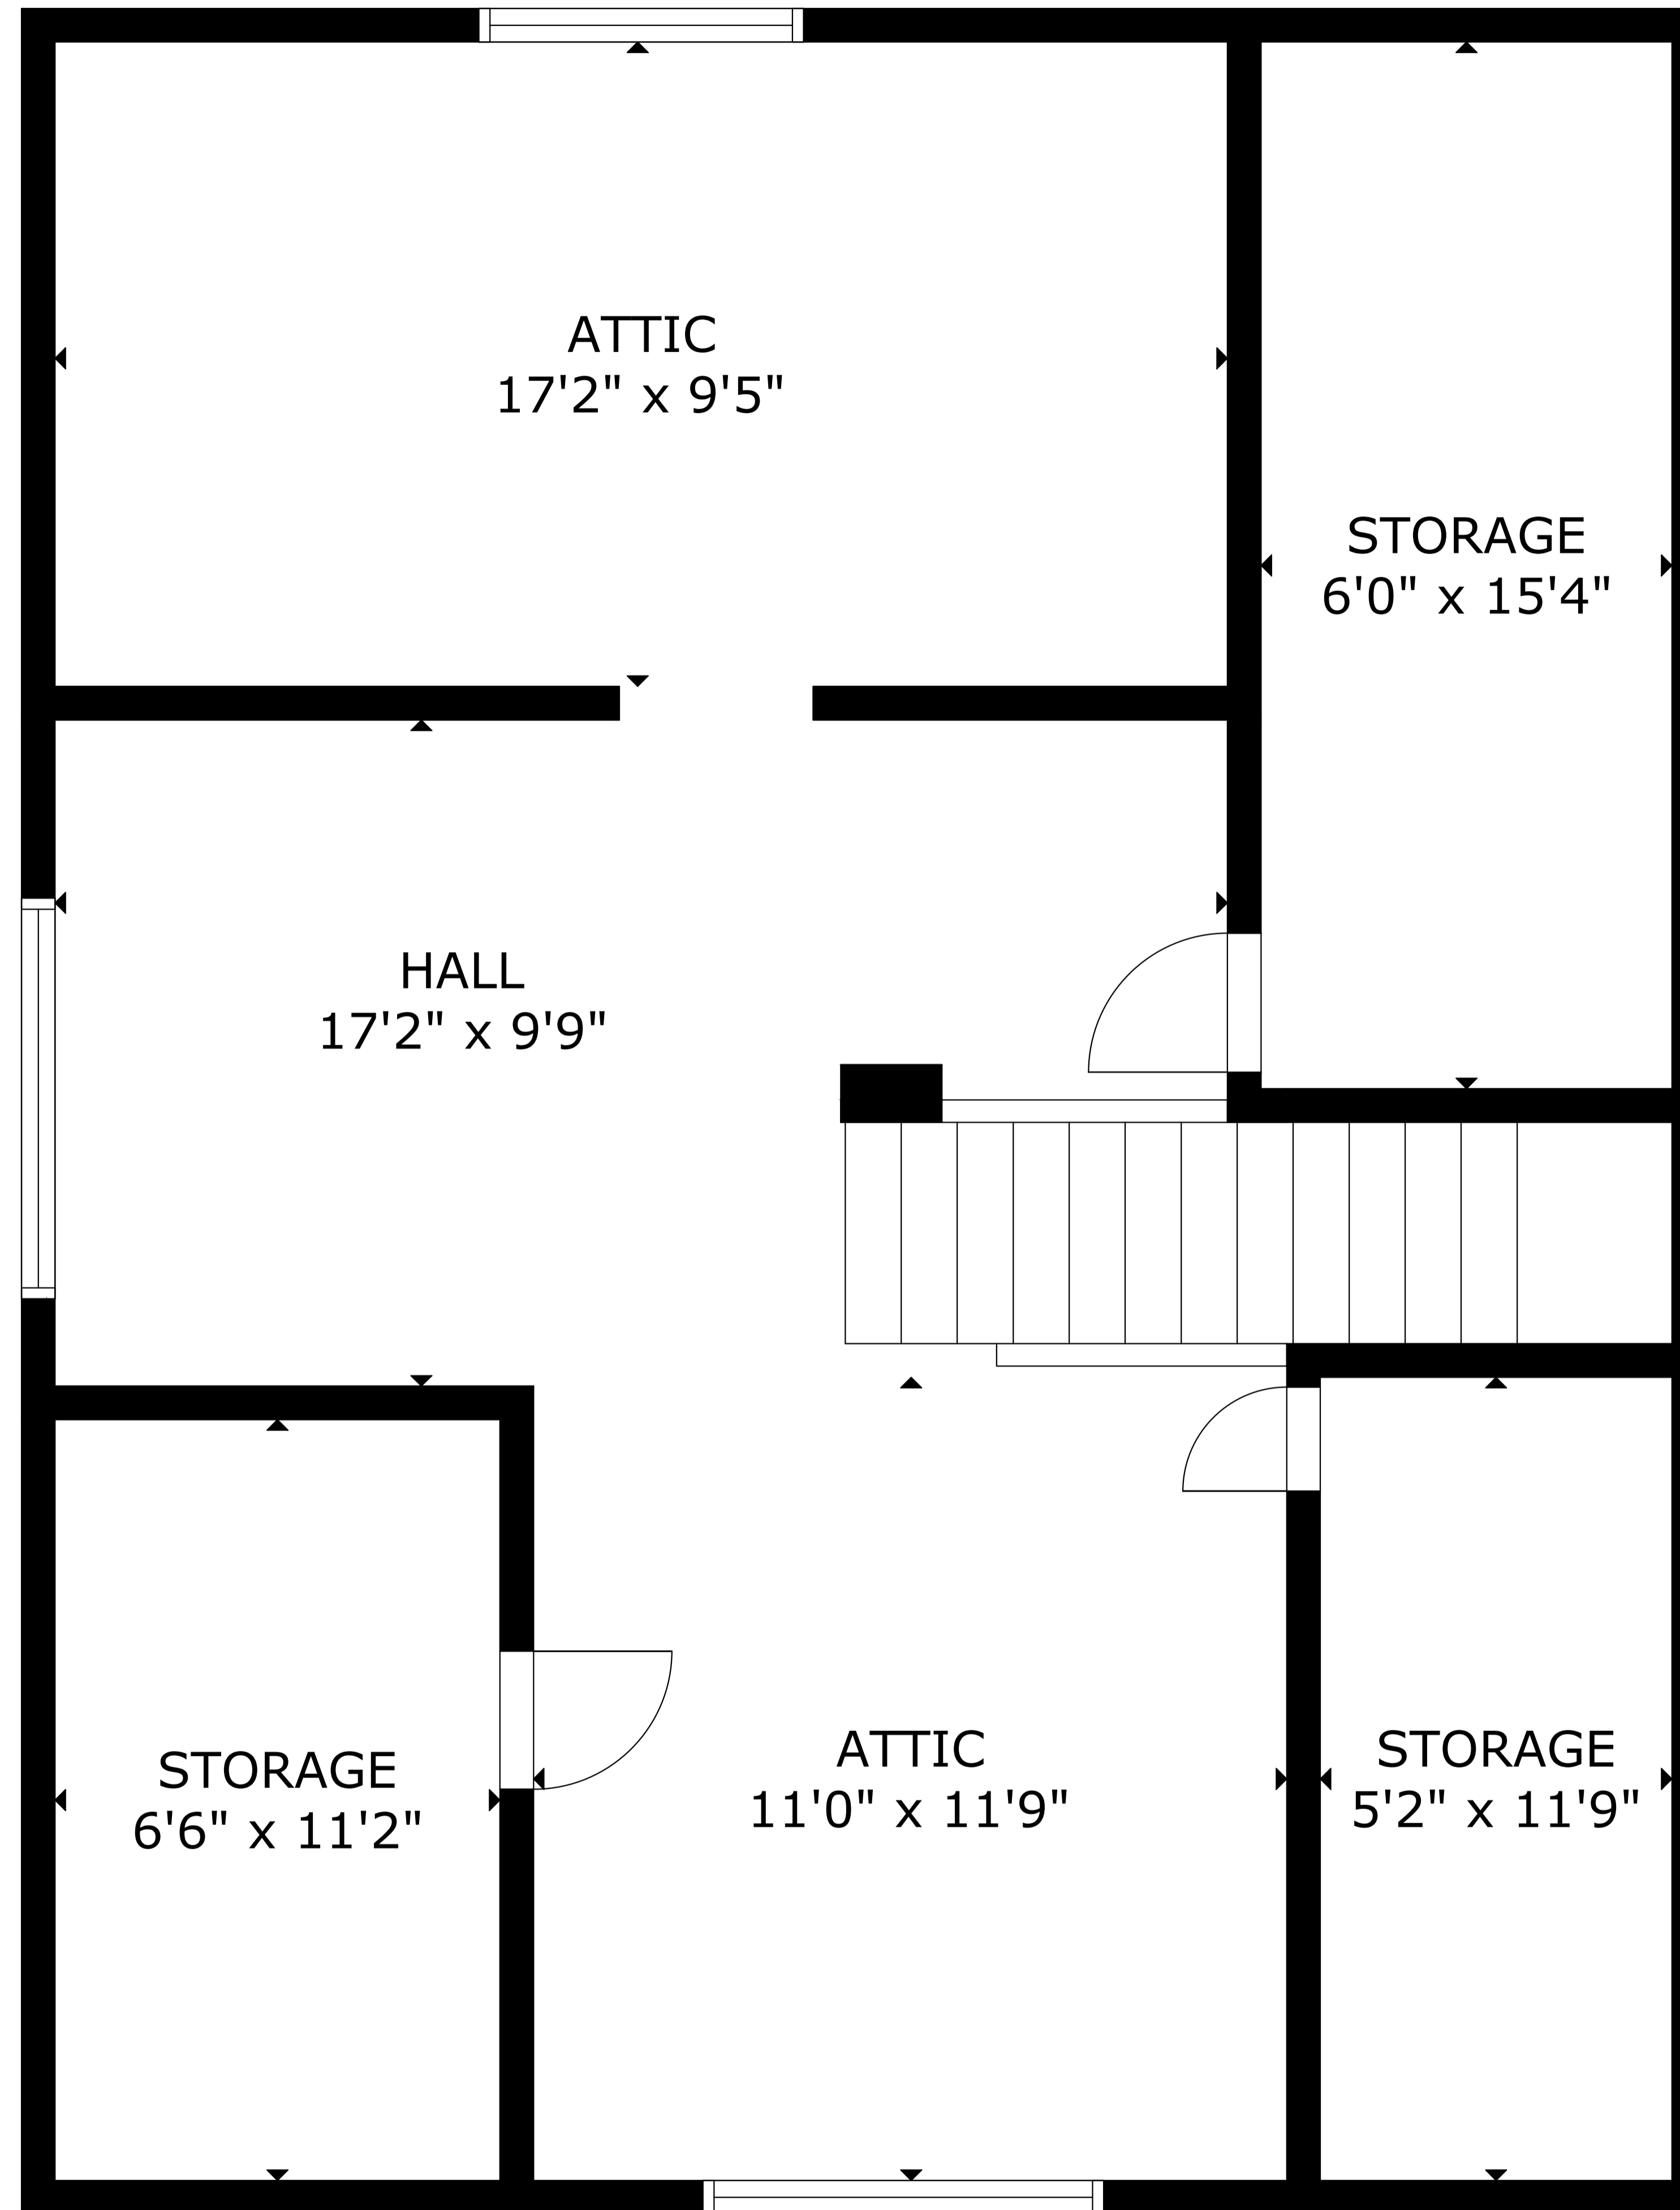 ATTIC
17'2" x 9'5"
STORAGE
6'0" x 15'4"
HALL
17'2" x 9'9"
STORAGE
6'6" x 11'2"
ATTIC
11'0" x 11'9"
STORAGE
5'2" x 11'9"